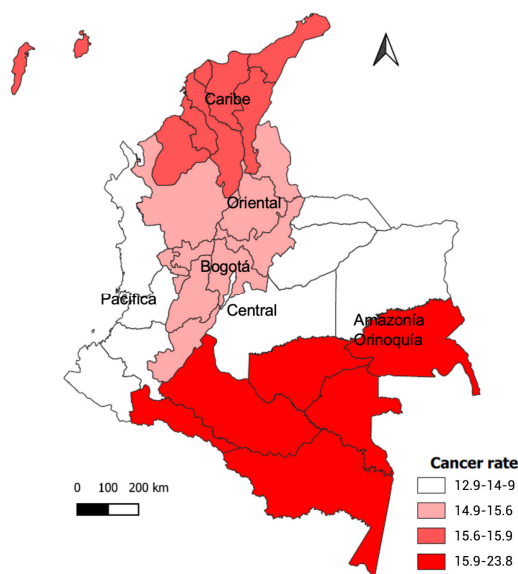 Caribe
Oriental
Bogotá
Pacífica
Central
Amazonía
Orinoquía
Cancer rate
0 100 200 km
12.9-14-9
14.9-15.6
15.6-15.9
15.9-23.8